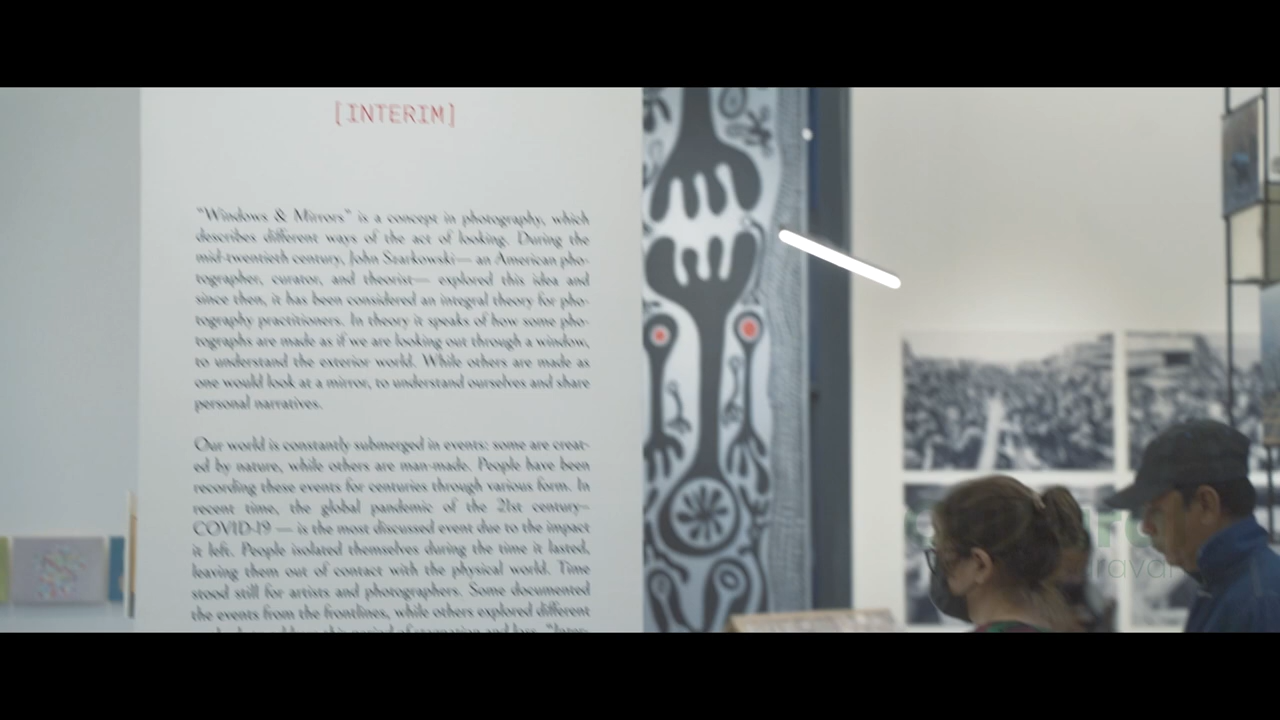 [INTERIM]
"Windows & Mirrors" is a concept in photography, which
describes different ways of the act of looking. During the
mid-twentieth century, John Szarkowski— an American pho-
tographer, curator, and theorist— explored this idea and
since then, it has been considered an integral theory for pho-
tography practitioners. In theory it speaks of how some pho-
tographs are made as if we are looking out through a window,
to understand the exterior world. While others are made as
one would look at a mirror, to understand ourselves and share
personal narratives.
Our world is constantly submerged in events: some are creat-
ed by nature, while others are man-made. People have been
recording these events for centuries through various form. In
recent time, the global pandemic of the 21st century–
COVID-19 — is the most discussed event due to the impact
it left. People isolated themselves during the time it lasted,
leaving them out of contact with the physical world. Time
stood still for artists and photographers. Some documented
the events from the frontlines, while others explored different